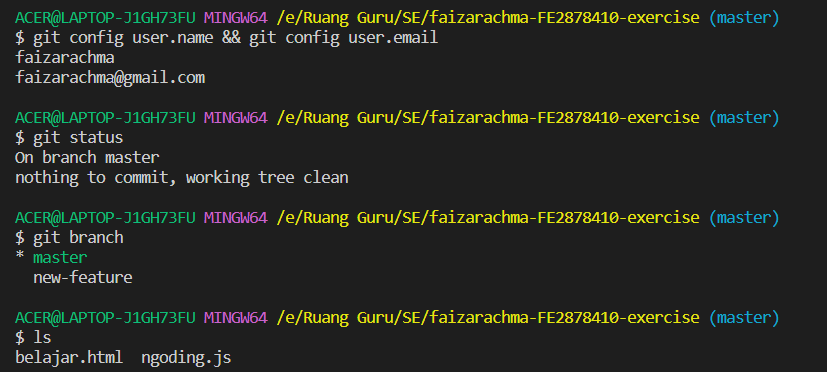 ACER@LAPTOP-J1GH73FU MINGW64 /e/Ruang Guru/SE/faizarachma-FE2878410-exercise (master)
$ git config user.name && git config user.email
faizarachma
faizarachma@gmail.com
ACER@LAPTOP-J1GH73FU MINGW64 /e/Ruang Guru/SE/faizarachma-FE2878410-exercise (master)
$ git status
On branch master
nothing to commit, working tree clean
ACER@LAPTOP-J1GH73FU MINGW64 /e/Ruang Guru/SE/faizarachma-FE2878410-exercise (master)
$ git branch
* master
  new-feature
ACER@LAPTOP-J1GH73FU MINGW64 /e/Ruang Guru/SE/faizarachma-FE2878410-exercise (master)
$ ls
belajar.html  ngoding.js